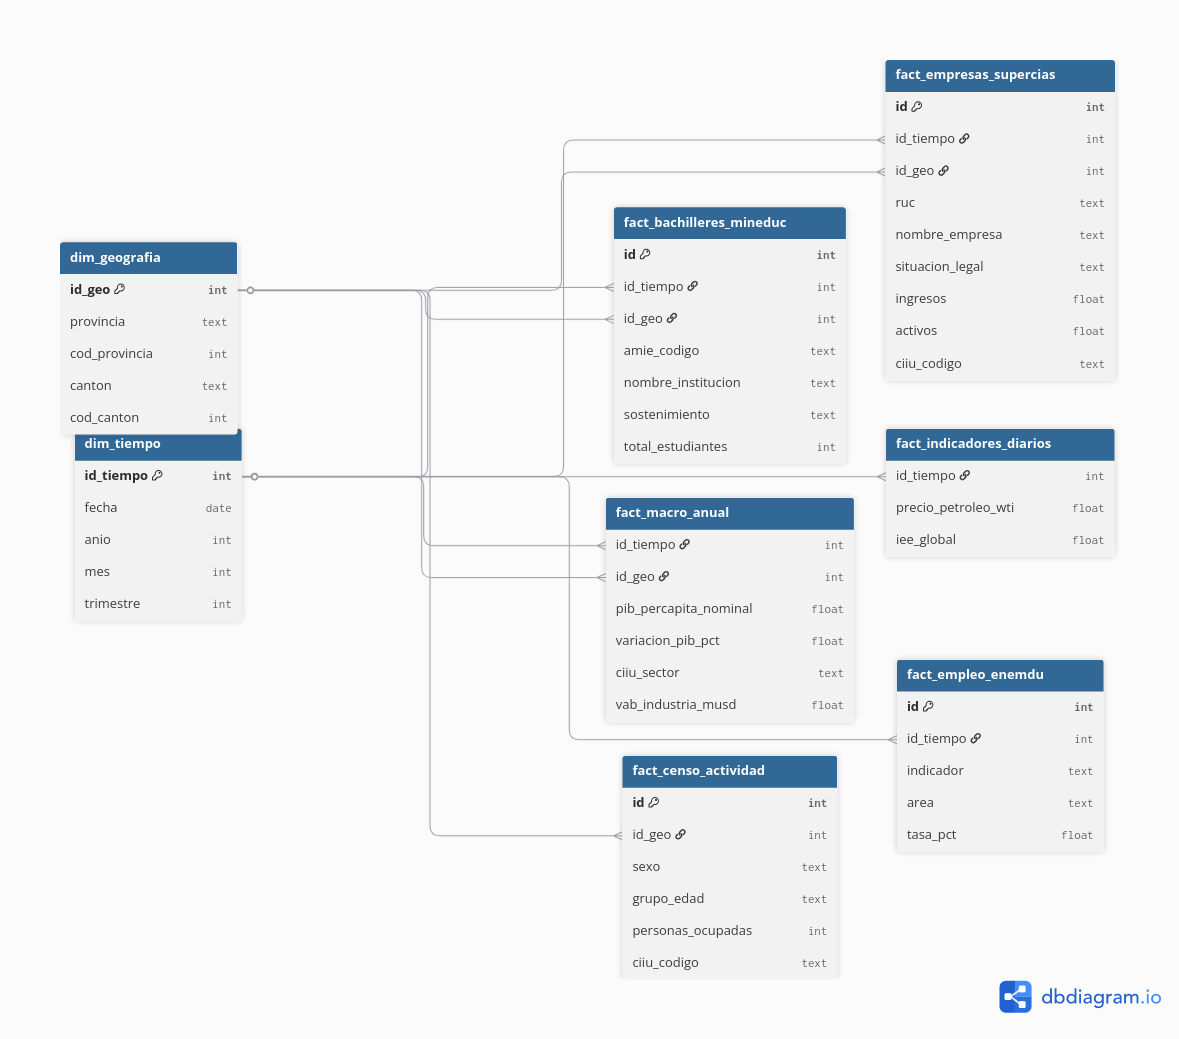 dim_geografia
id_geo int
provincia text
cod_provincia int
canton text
cod_canton int
dim_tiempo
id_tiempo int
fecha date
anio int
mes int
trimestre int
fact_bachilleres_mineduc
id int
id_tiempo int
id_geo int
amie_codigo text
nombre_institucion text
sostenimiento text
total_estudiantes int
fact_macro_anual
id_tiempo int
id_geo int
pib_percapita_nominal float
variacion_pib_pct float
ciiu_sector text
vab_industria_musd float
fact_censo_actividad
id int
id_geo int
sexo text
grupo_edad text
personas_ocupadas int
ciiu_codigo text
fact_empresas_supercias
id int
id_tiempo int
id_geo int
ruc text
nombre_empresa text
situacion_legal text
ingresos float
activos float
ciiu_codigo text
fact_indicadores_diarios
id_tiempo int
precio_petroleo_wti float
iee_global float
fact_empleo_enemdu
id int
id_tiempo int
indicador text
area text
tasa_pct float
dbdiagram.io